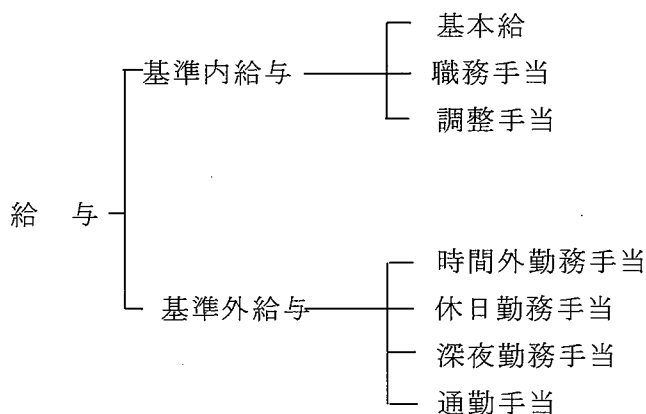 基本給
基準内給与
職務手当
調整手当
給 与
時間外勤務手当
基準外給与
休日勤務手当
深夜勤務手当
通勤手当